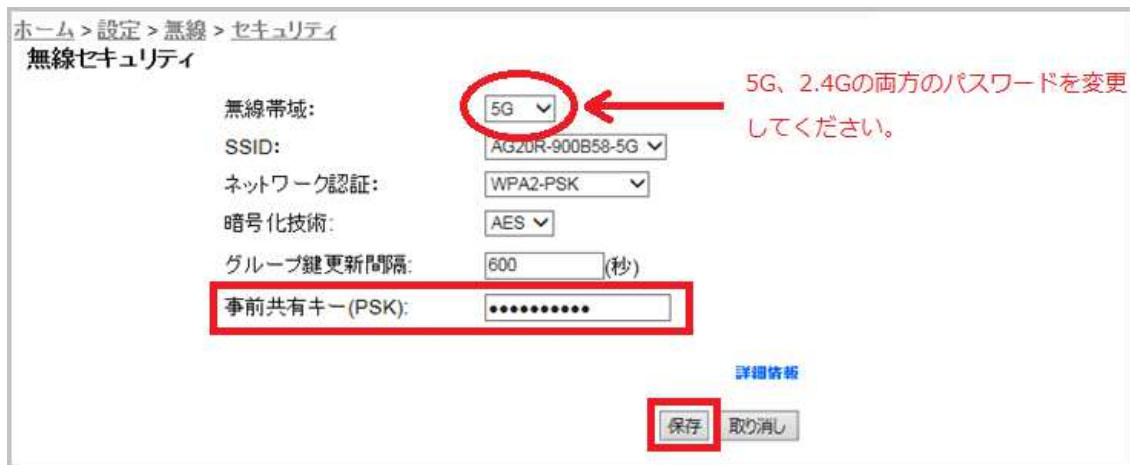 ホーム > 設定 > 無線 > セキュリティ
無線セキュリティ
5G、2.4Gの両方のパスワードを変更
してください。
無線帯域: 5G
SSID: AG20R-900B58-5G
ネットワーク認証: WPA2-PSK
暗号化技術: AES
グループ鍵更新間隔: 600 (秒)
事前共有キー(PSK): ••••••••••
詳細情報
保存 取り消し